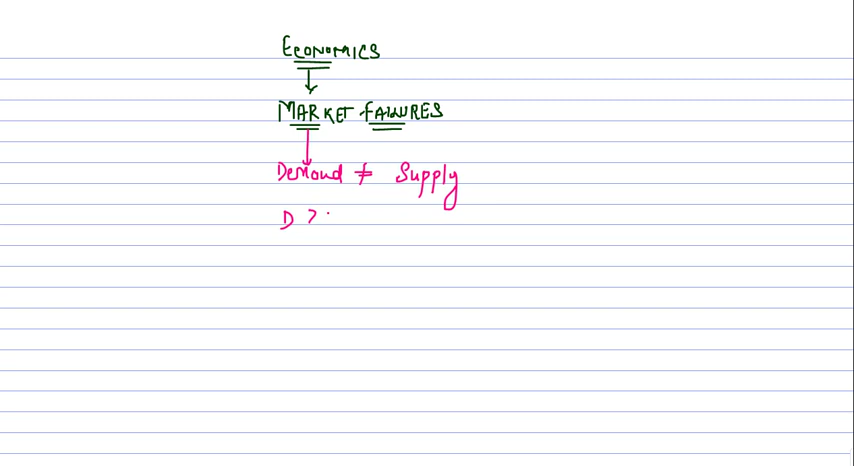 ECONOMICS
↓
MARKET FAILURES
↓
Demand ≠ Supply
D >